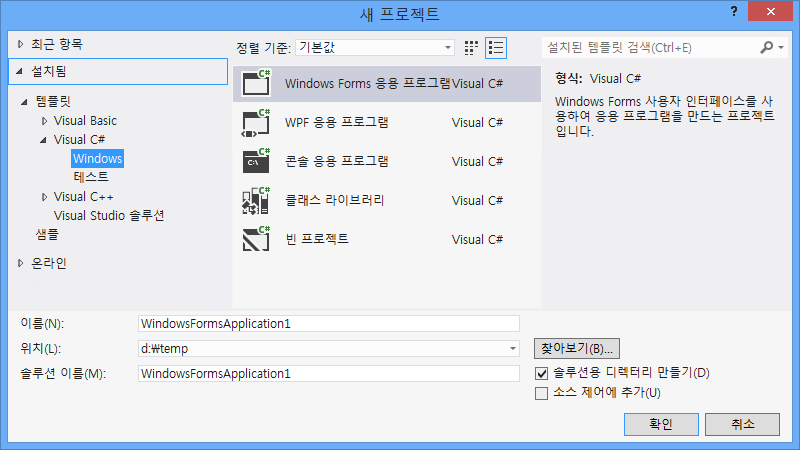 새 프로젝트
?
최근 항목
설치됨
템플릿
Visual Basic
Visual C#
Windows
테스트
Visual C++
Visual Studio 솔루션
샘플
온라인
정렬 기준: 기본값
C# Windows Forms 응용 프로그램 Visual C#
C# WPF 응용 프로그램 Visual C#
C# C:\ 콘솔 응용 프로그램 Visual C#
C# 클래스 라이브러리 Visual C#
C# 빈 프로젝트 Visual C#
설치된 템플릿 검색(Ctrl+E)
형식: Visual C#
Windows Forms 사용자 인터페이스를 사
용하여 응용 프로그램을 만드는 프로젝트
입니다.
이름(N): WindowsFormsApplication1
위치(L): d:₩temp 찾아보기(B)...
솔루션 이름(M): WindowsFormsApplication1 솔루션용 디렉터리 만들기(D)
소스 제어에 추가(U)
확인 취소